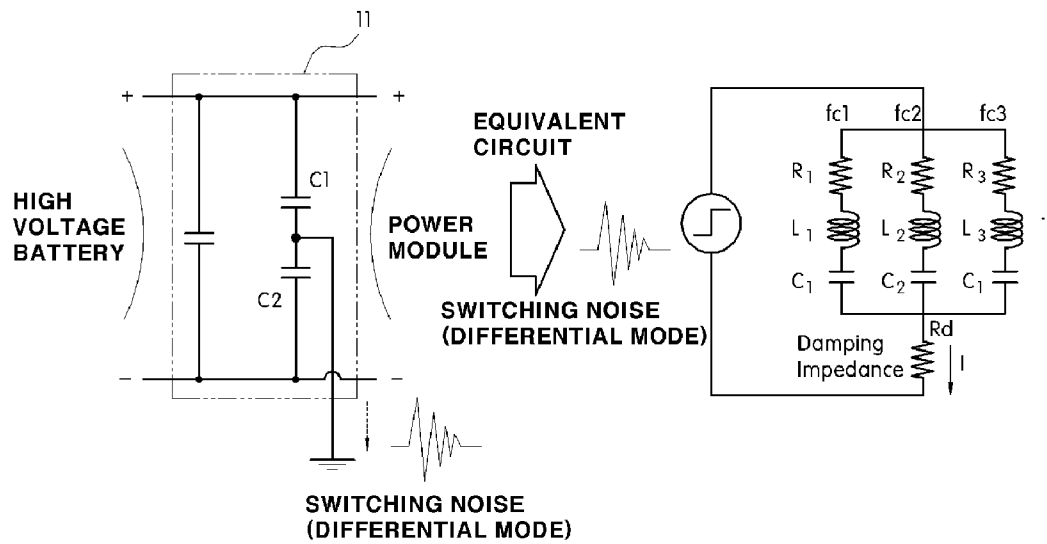 11
+
+
HIGH
VOLTAGE
BATTERY
C1
C2
POWER
MODULE
−
−
SWITCHING NOISE
(DIFFERENTIAL MODE)
EQUIVALENT
CIRCUIT
SWITCHING NOISE
(DIFFERENTIAL MODE)
fc1 fc2 fc3
R1 R2 R3
L1 L2 L3
C1 C2 C1
Rd
Damping
Impedance
I